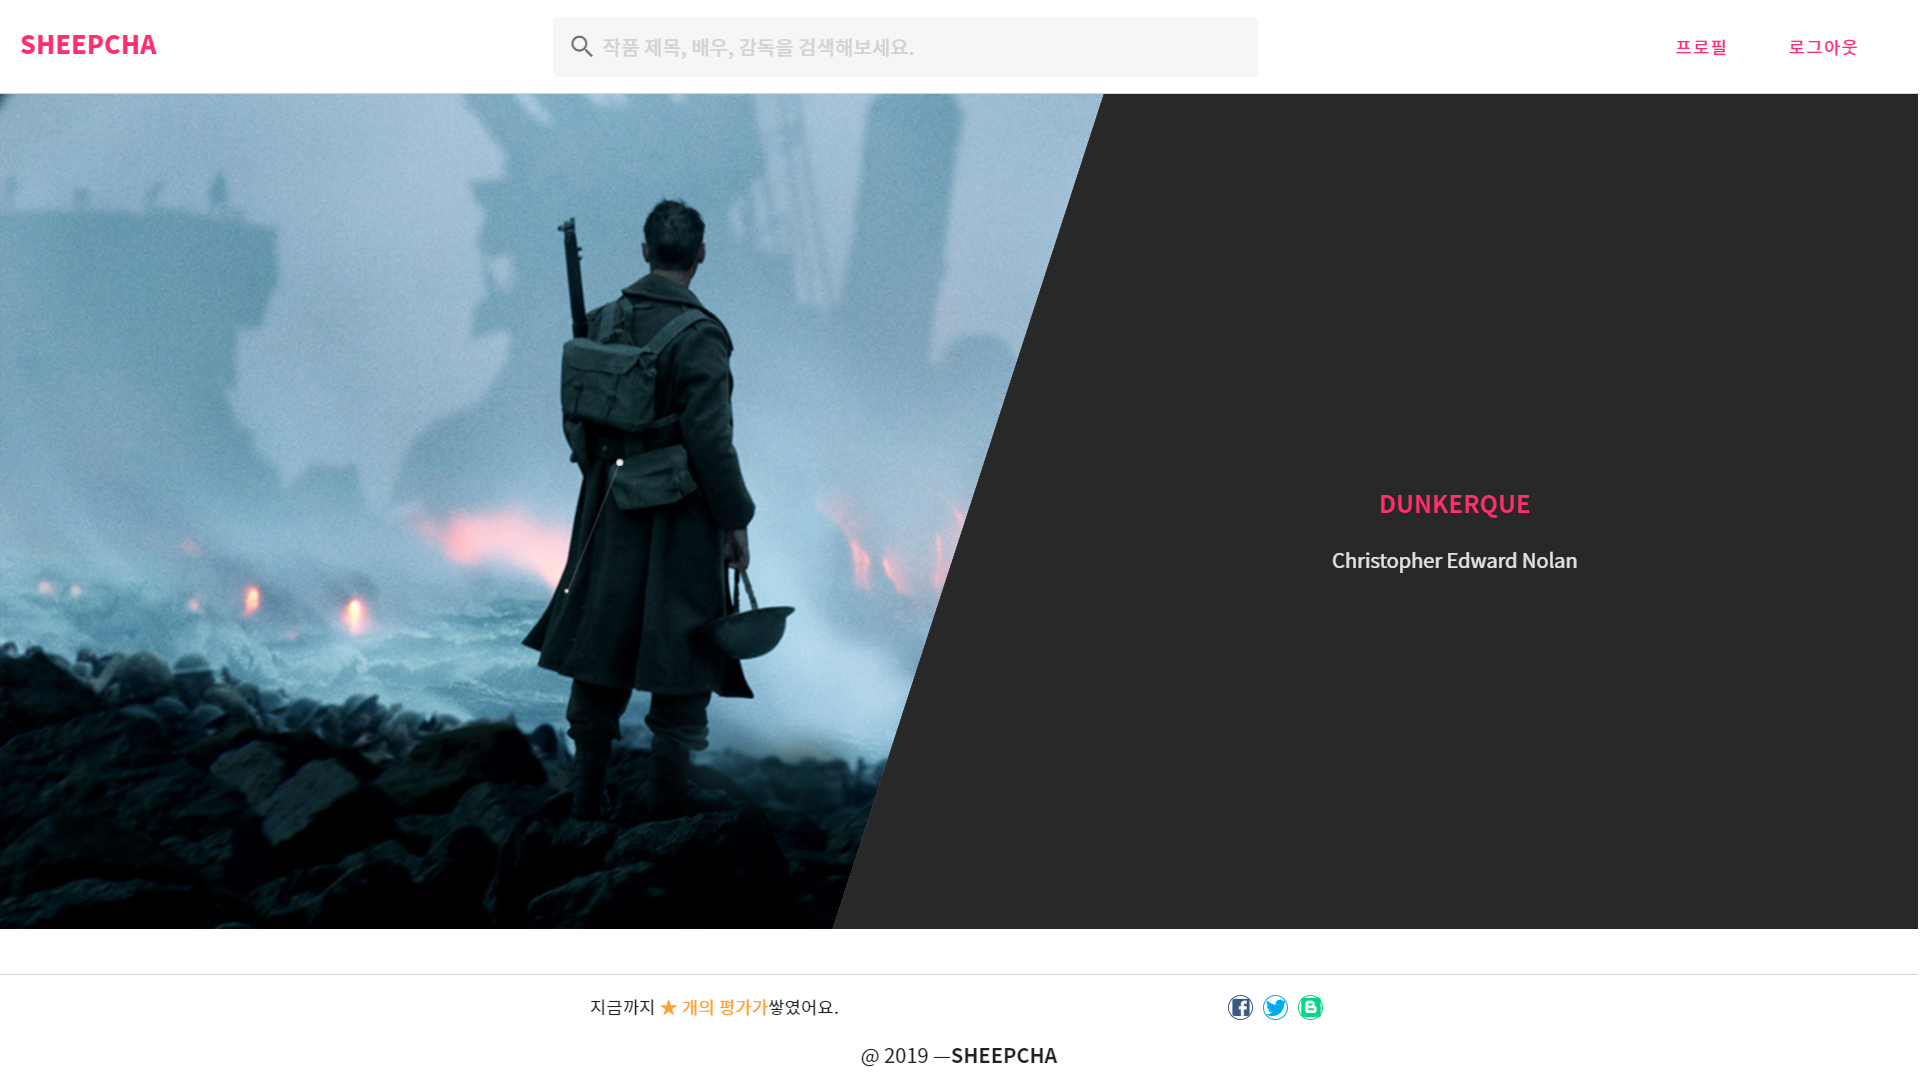 SHEEPCHA
작품 제목, 배우, 감독을 검색해보세요.
프로필
로그아웃
DUNKERQUE
Christopher Edward Nolan
지금까지 ★ 개의 평가가쌓였어요.
@ 2019 —SHEEPCHA